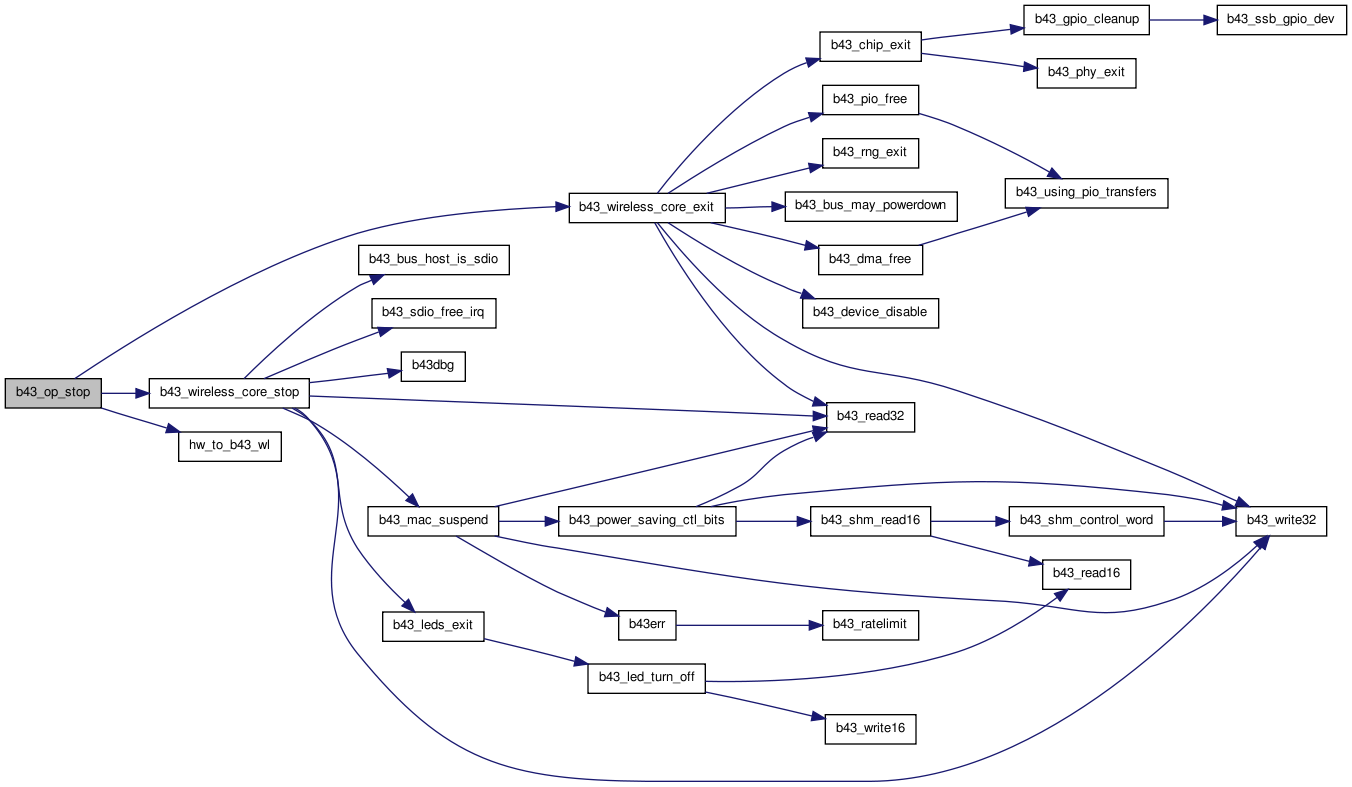 b43_gpio_cleanup
b43_ssb_gpio_dev
b43_chip_exit
b43_phy_exit
b43_pio_free
b43_rng_exit
b43_using_pio_transfers
b43_wireless_core_exit
b43_bus_may_powerdown
b43_bus_host_is_sdio
b43_dma_free
b43_sdio_free_irq
b43_device_disable
b43dbg
b43_op_stop
b43_wireless_core_stop
b43_read32
hw_to_b43_wl
b43_mac_suspend
b43_power_saving_ctl_bits
b43_shm_read16
b43_shm_control_word
b43_write32
b43_read16
b43_leds_exit
b43err
b43_ratelimit
b43_led_turn_off
b43_write16